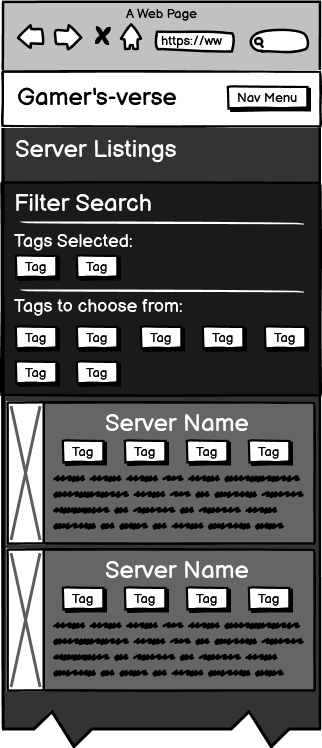 A Web Page
https://ww
Gamer's-verse
Nav Menu
Server Listings
Filter Search
Tags Selected:
Tag Tag
Tags to choose from:
Tag Tag Tag Tag Tag
Tag Tag
Server Name
Tag Tag Tag Tag
Server Name
Tag Tag Tag Tag